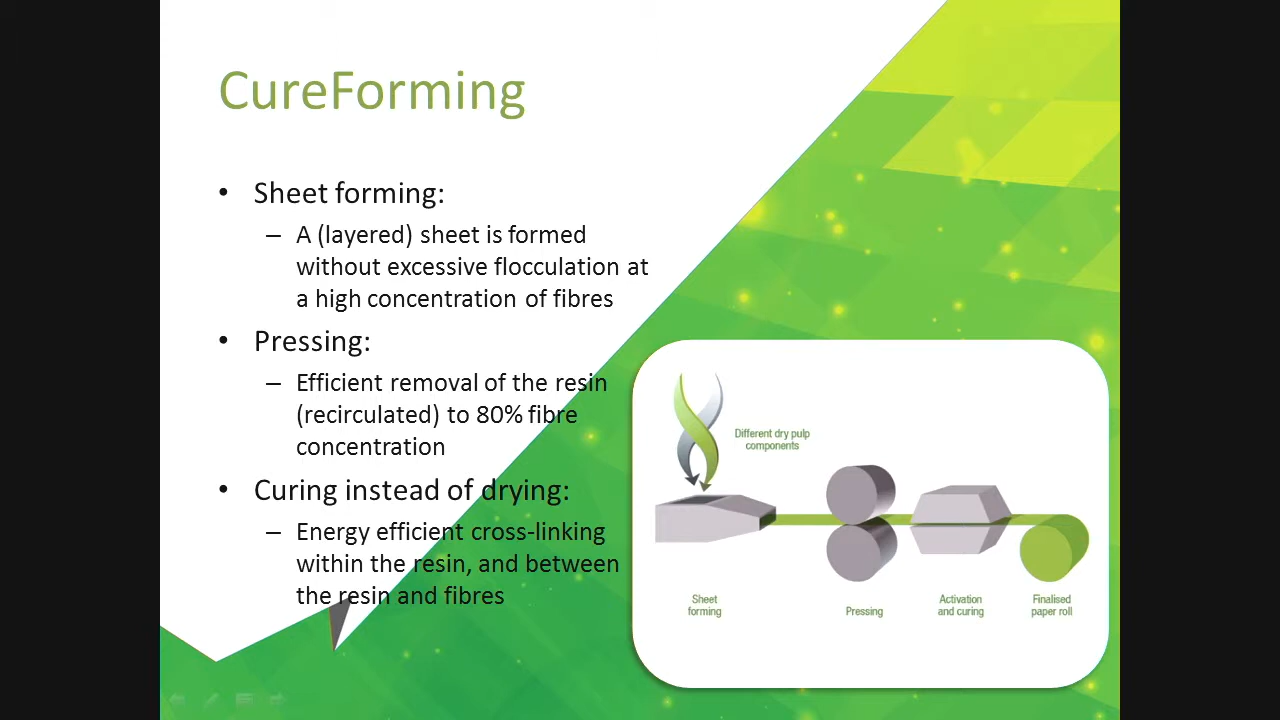 CureForming
• Sheet forming:
– A (layered) sheet is formed
without excessive flocculation at
a high concentration of fibres
• Pressing:
– Efficient removal of the resin
(recirculated) to 80% fibre
concentration
• Curing instead of drying:
– Energy efficient cross-linking
within the resin, and between
the resin and fibres
Different dry pulp
components
Sheet
forming
Pressing
Activation
and curing
Finalised
paper roll